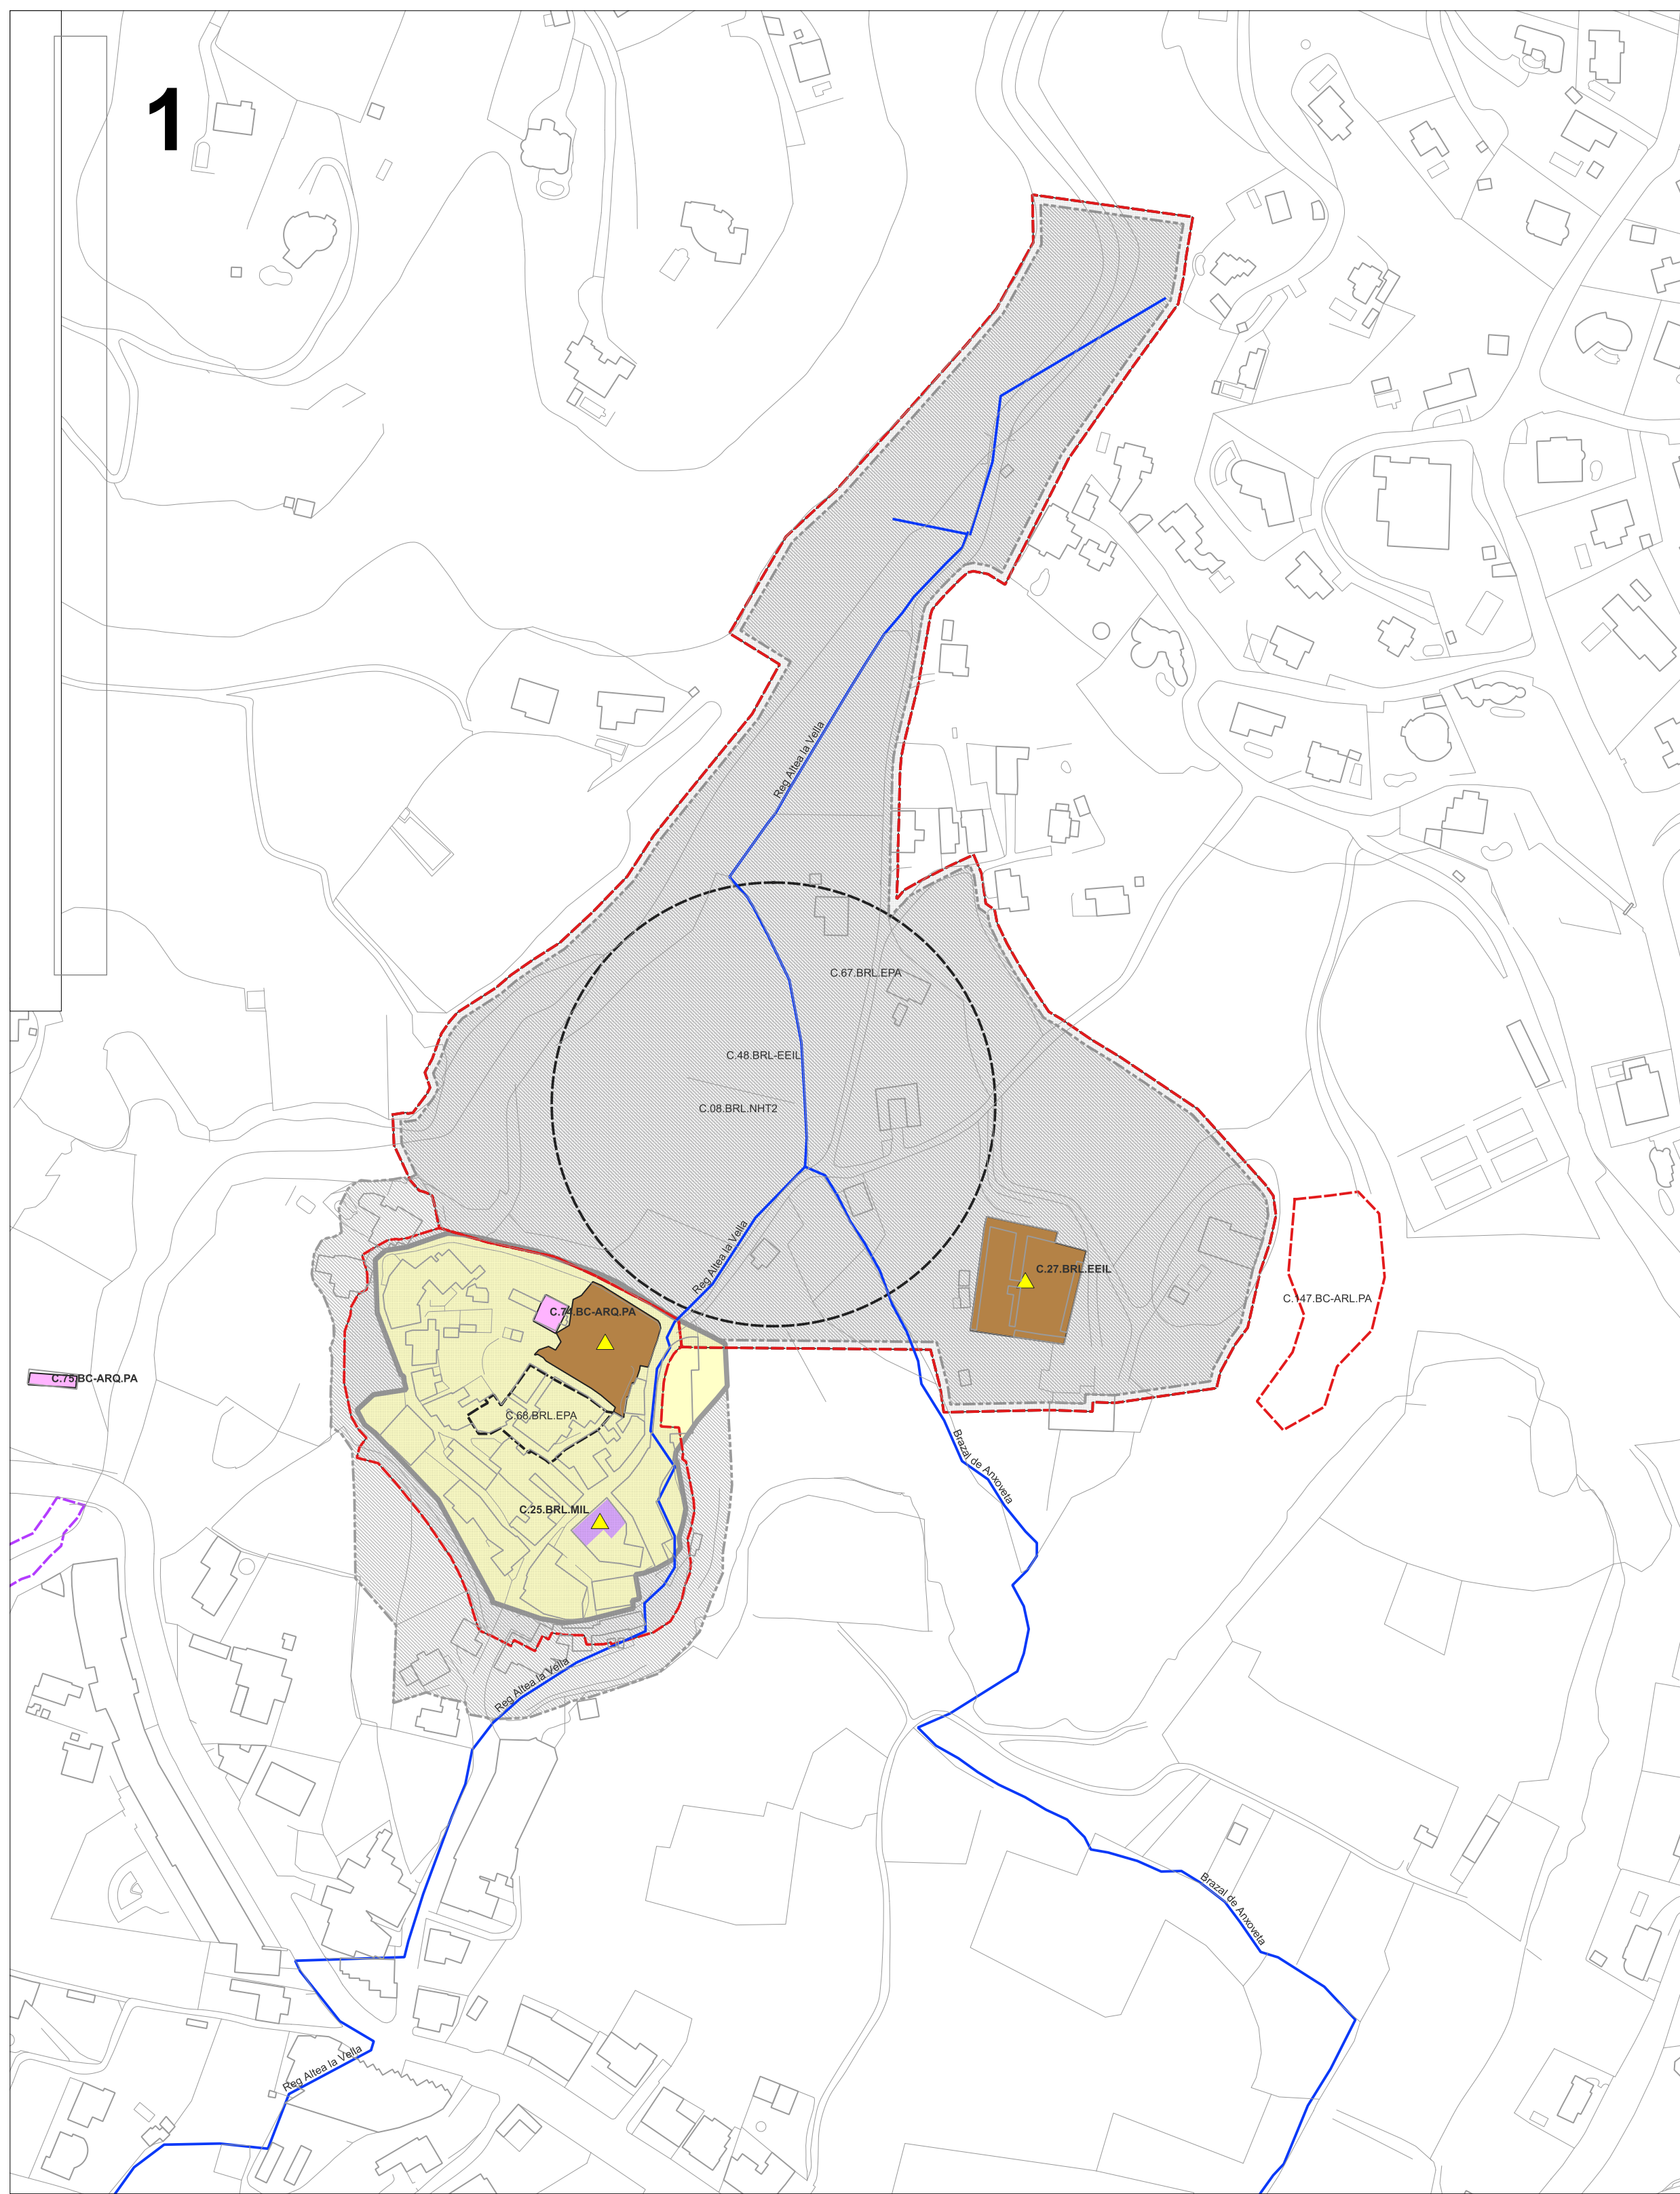 1
Reg Altea la Vella
C.67.BRL.EPA
C.48.BRL-EEIL
C.08.BRL.NHT2
Reg Altea la Vella
C.27.BRL.EEIL
C.147.BC-ARL.PA
C.74.BC-ARQ.PA
C.75.BC-ARQ.PA
C.68.BRL.EPA
Brazal de Anxoveta
C.25.BRL.MIL
Reg Altea la Vella
Brazal de Anxoveta
Reg Altea la Vella